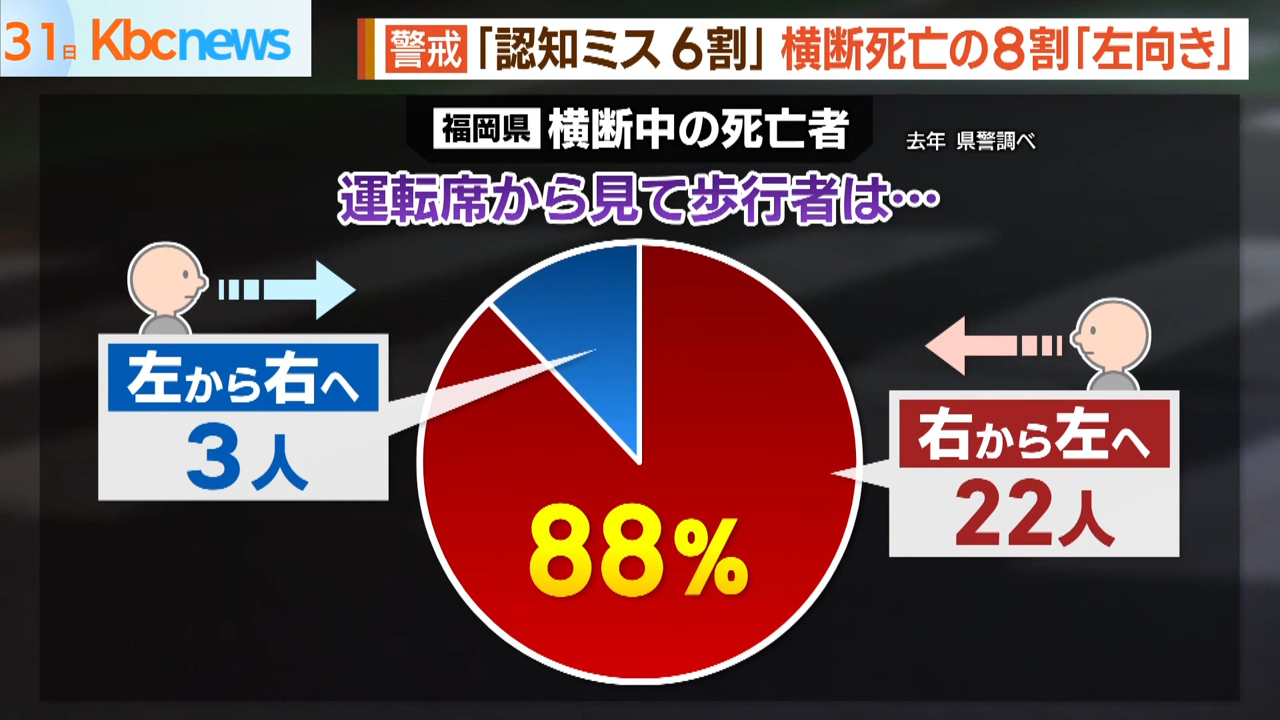 31日 Kbcnews
警戒 「認知ミス6割」 横断死亡の8割「左向き」
福岡県 横断中の死亡者 去年 県警調べ
運転席から見て歩行者は…
左から右へ
3人
右から左へ
22人
88%